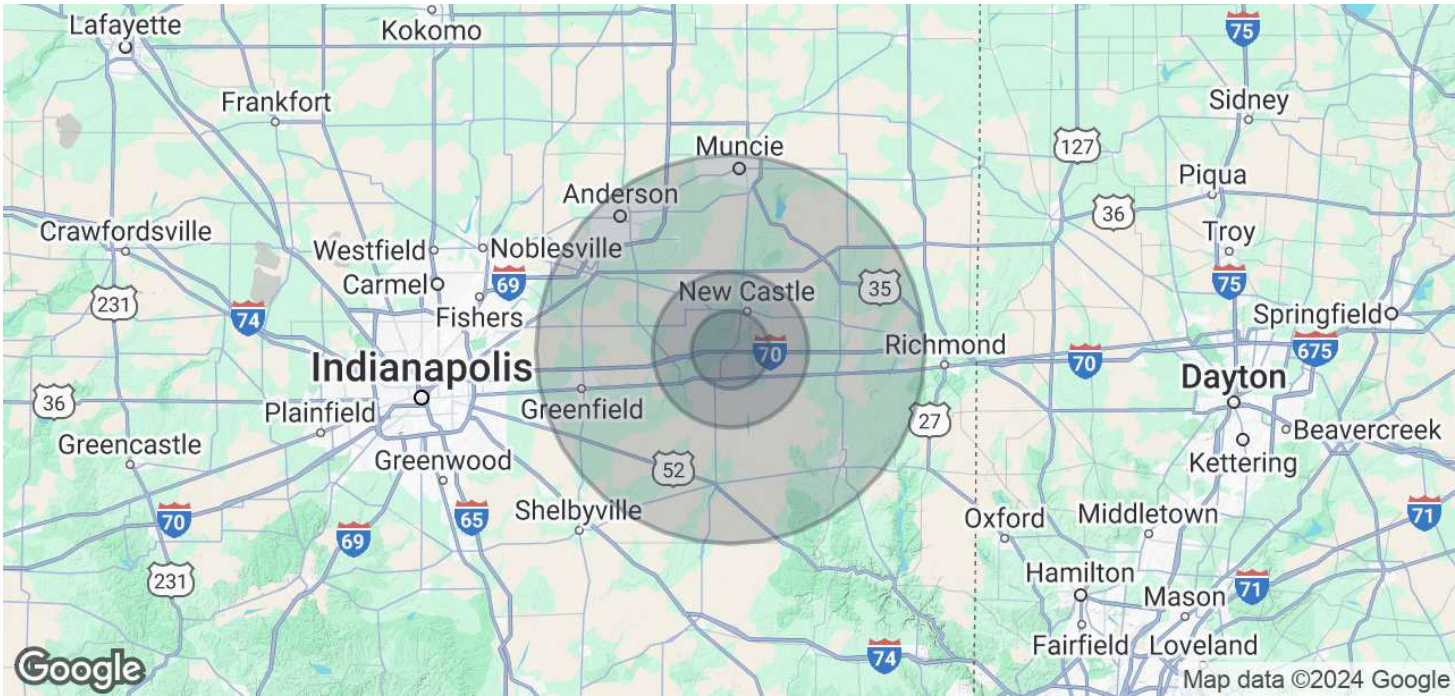 Lafayette
Kokomo
75
Frankfort
Sidney
Muncie
127
Anderson
Piqua
36
Crawfordsville
Westfield
Noblesville
Troy
Carmel
69
35
75
231
New Castle
Fishers
74
Springfield
Indianapolis
70
Richmond
70
675
Dayton
36
Plainfield
Greenfield
27
Greencastle
Beavercreek
Greenwood
52
Kettering
Shelbyville
70
65
Oxford
Middletown
71
69
231
Hamilton
71
Mason
Fairfield
Loveland
74
Google
Map data ©2024 Google